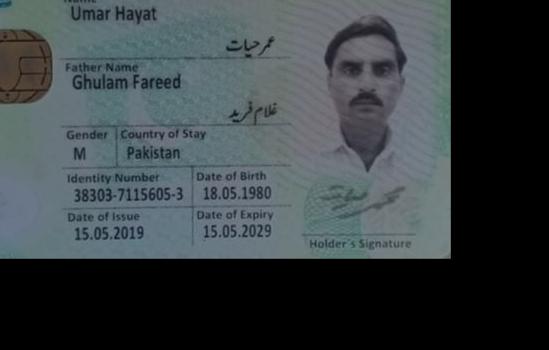 Name
Umar Hayat
عمر حیات
Father Name
Ghulam Fareed
غلام فرید
Gender Country of Stay
M Pakistan
Identity Number Date of Birth
38303-7115605-3 18.05.1980
Date of Issue Date of Expiry
15.05.2019 15.05.2029
Holder's Signature